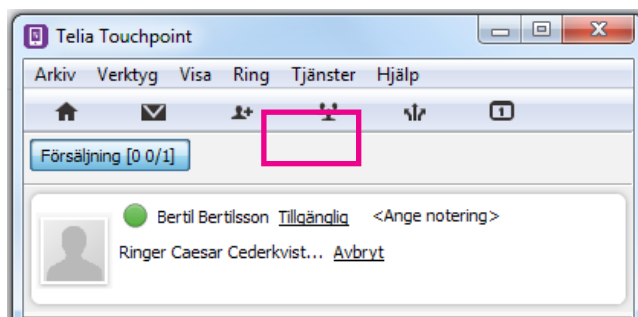 Telia Touchpoint
Arkiv Verktyg Visa Ring Tjänster Hjälp
1
Försäljning [0 0/1]
Bertil Bertilsson Tillgänglig <Ange notering>
Ringer Caesar Cederkvist... Avbryt